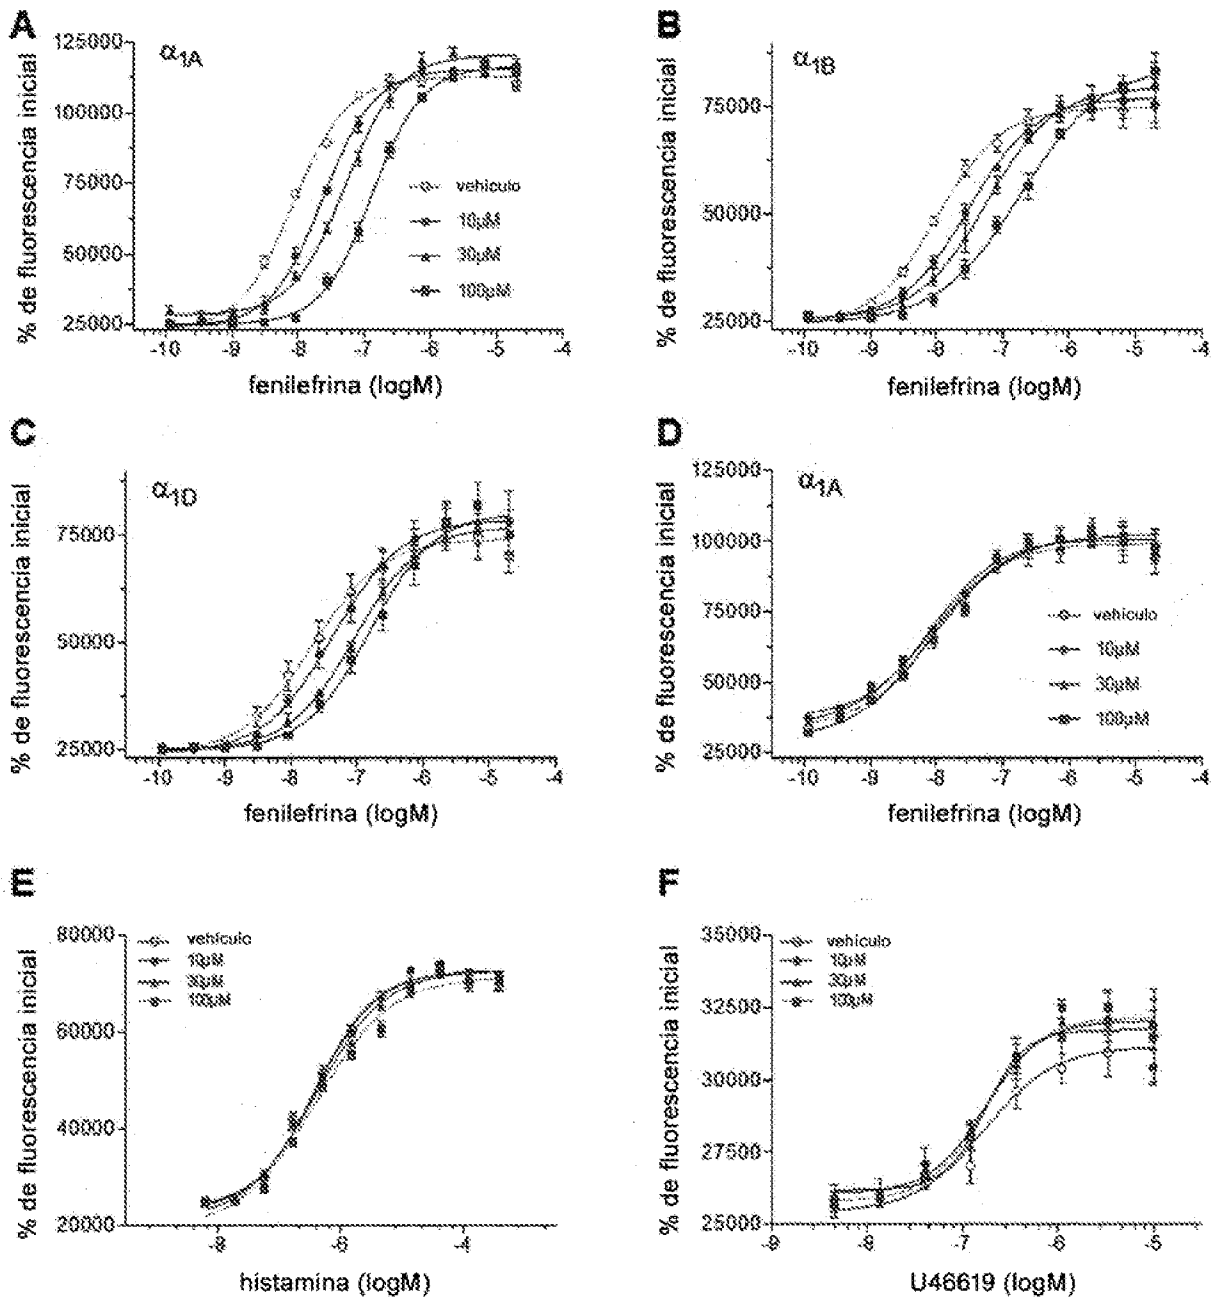 A
α1A
% de fluorescencia inicial
125000
100000
75000
50000
25000
vehículo
10µM
30µM
100µM
-10 -9 -8 -7 -6 -5 -4
fenilefrina (logM)
B
α1B
% de fluorescencia inicial
75000
50000
25000
-10 -9 -8 -7 -6 -5 -4
fenilefrina (logM)
C
α1D
% de fluorescencia inicial
75000
50000
25000
-10 -9 -8 -7 -6 -5 -4
fenilefrina (logM)
D
α1A
% de fluorescencia inicial
125000
100000
75000
50000
25000
vehículo
10µM
30µM
100µM
-10 -9 -8 -7 -6 -5 -4
fenilefrina (logM)
E
% de fluorescencia inicial
80000
60000
40000
20000
vehículo
10µM
30µM
100µM
-8 -6 -4
histamina (logM)
F
% de fluorescencia inicial
35000
32500
30000
27500
25000
vehículo
10µM
30µM
100µM
-9 -8 -7 -6 -5
U46619 (logM)